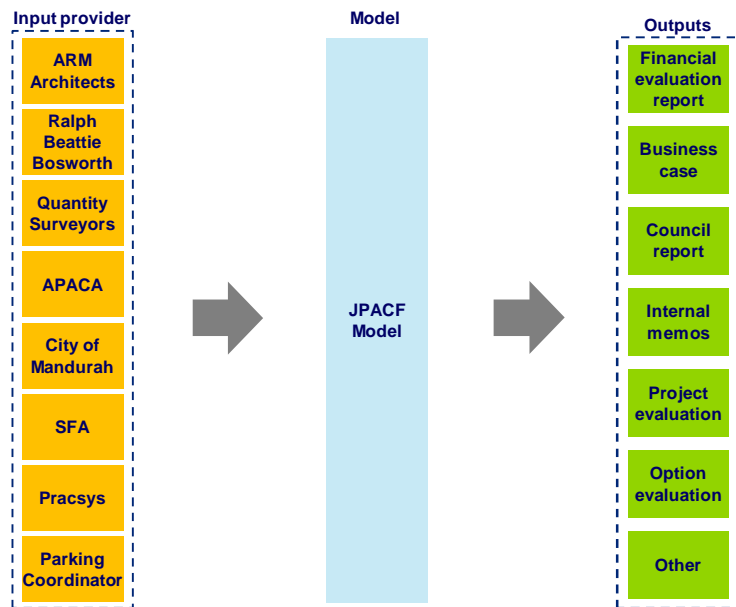 Input provider
ARM
Architects
Ralph
Beattie
Bosworth
Quantity
Surveyors
APACA
City of
Mandurah
SFA
Pracsys
Parking
Coordinator
Model
JPACF
Model
Outputs
Financial
evaluation
report
Business
case
Council
report
Internal
memos
Project
evaluation
Option
evaluation
Other